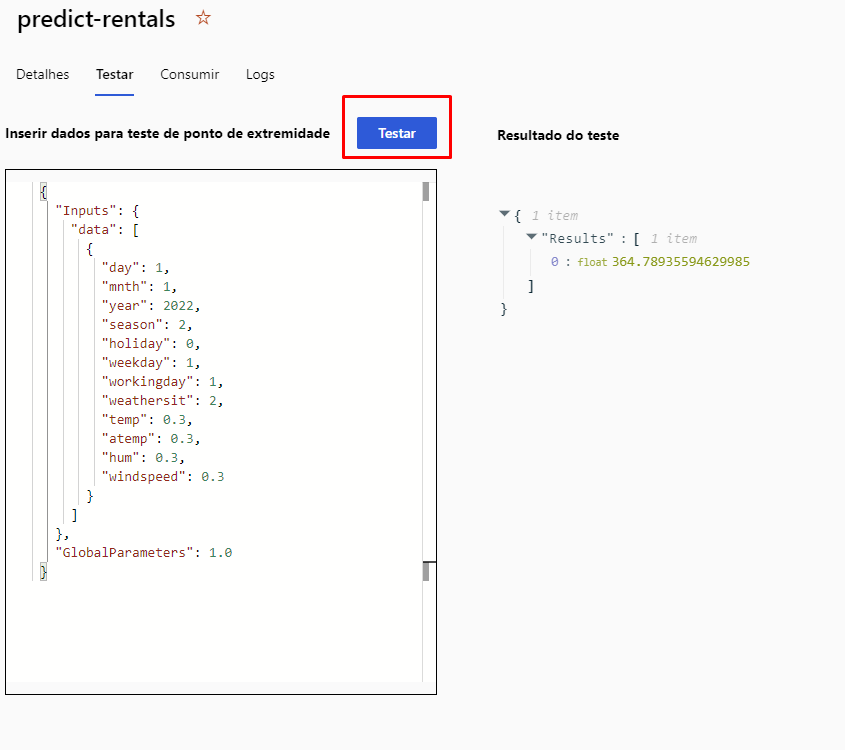 predict-rentals
Detalhes Testar Consumir Logs
Inserir dados para teste de ponto de extremidade
Testar
{
"Inputs": {
"data": [
{
"day": 1,
"mnth": 1,
"year": 2022,
"season": 2,
"holiday": 0,
"weekday": 1,
"workingday": 1,
"weathersit": 2,
"temp": 0.3,
"atemp": 0.3,
"hum": 0.3,
"windspeed": 0.3
}
]
},
"GlobalParameters": 1.0
}
Resultado do teste
{ 1 item
"Results" : [ 1 item
0 : float 364.78935594629985
]
}